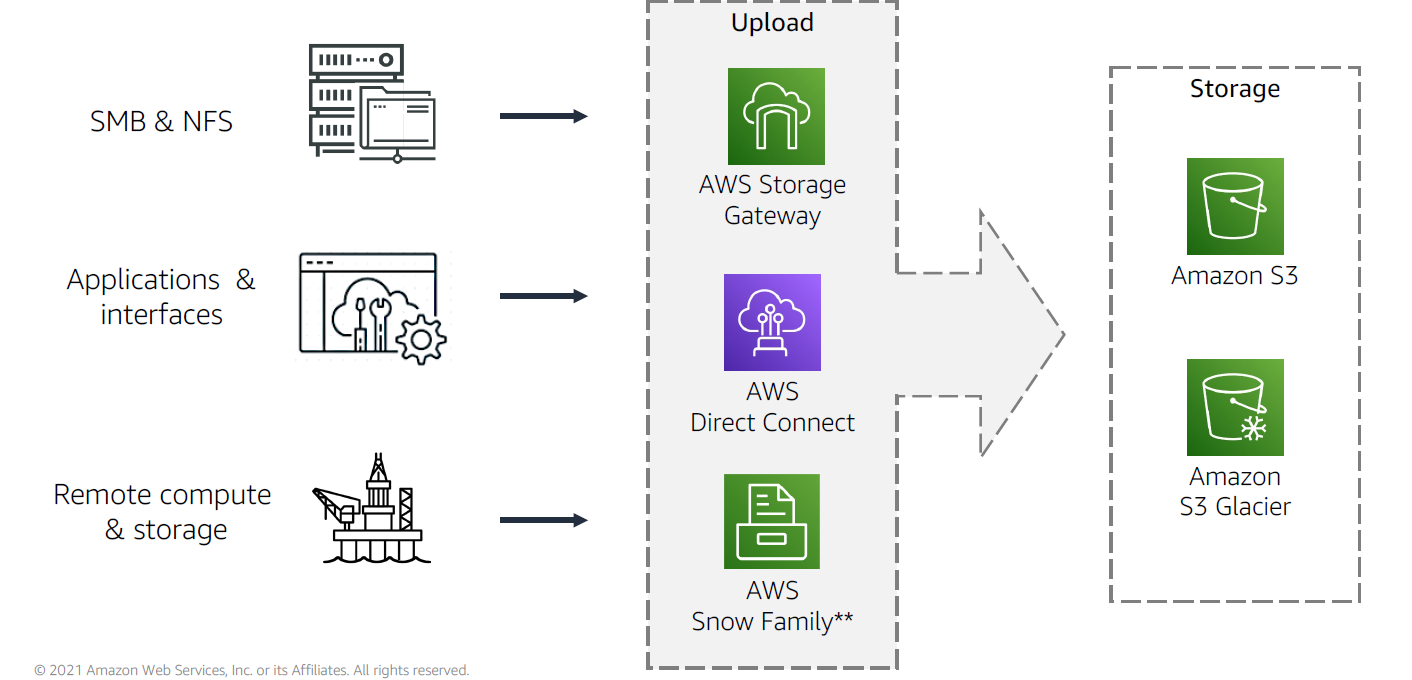 Upload
Storage
SMB & NFS
AWS Storage
Gateway
Amazon S3
Applications &
interfaces
AWS
Direct Connect
Amazon
S3 Glacier
Remote compute
& storage
AWS
Snow Family**
© 2021 Amazon Web Services, Inc. or its Affiliates. All rights reserved.